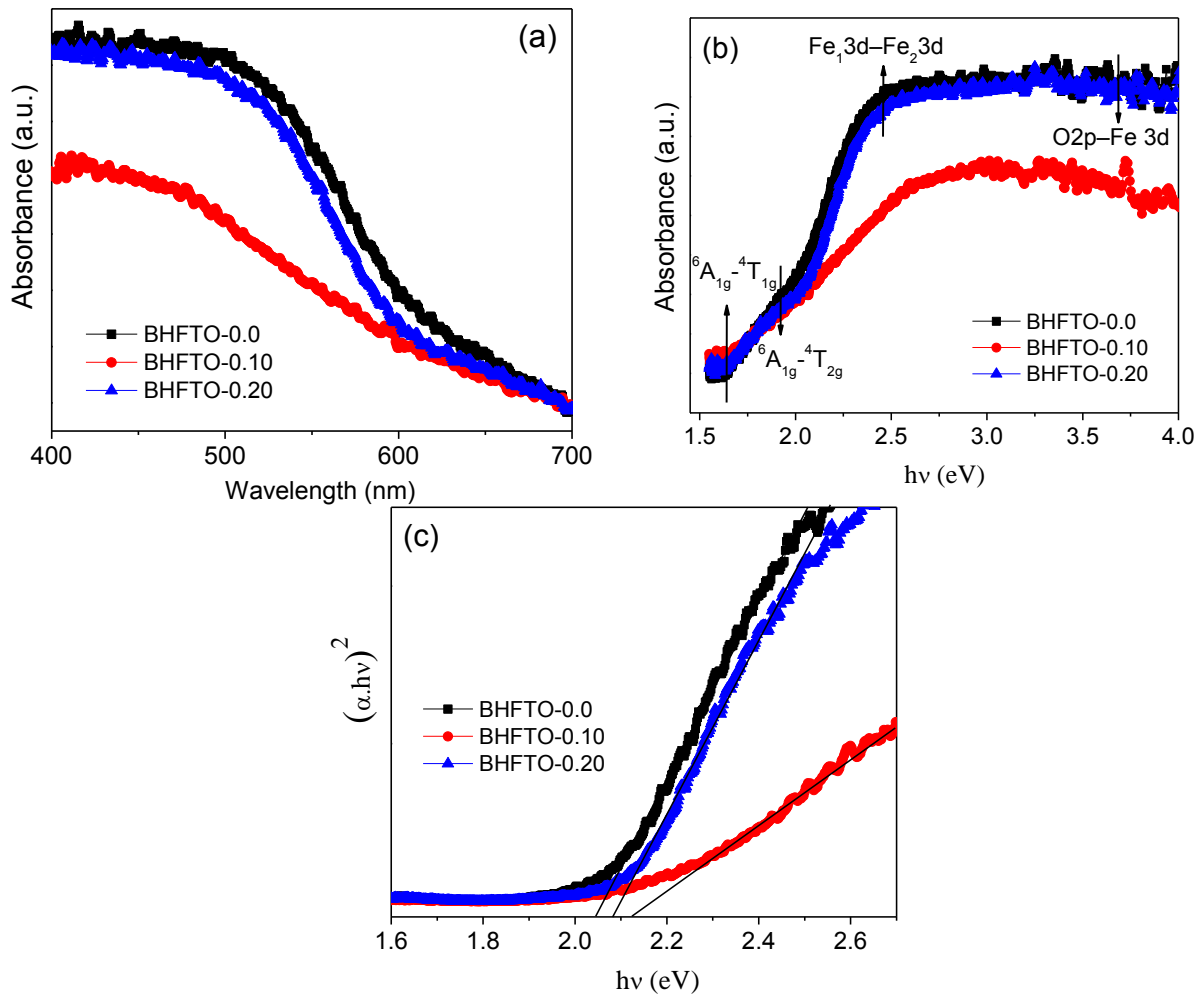 (a)
Absorbance (a.u.)
BHFTO-0.0
BHFTO-0.10
BHFTO-0.20
400 500 600 700
Wavelength (nm)
(b)
Fe₁3d–Fe₂3d
O2p–Fe 3d
Absorbance (a.u.)
⁶A₁g-⁴T₁g
⁶A₁g-⁴T₂g
BHFTO-0.0
BHFTO-0.10
BHFTO-0.20
1.5 2.0 2.5 3.0 3.5 4.0
hν (eV)
(c)
(α.hν)²
BHFTO-0.0
BHFTO-0.10
BHFTO-0.20
1.6 1.8 2.0 2.2 2.4 2.6
hν (eV)